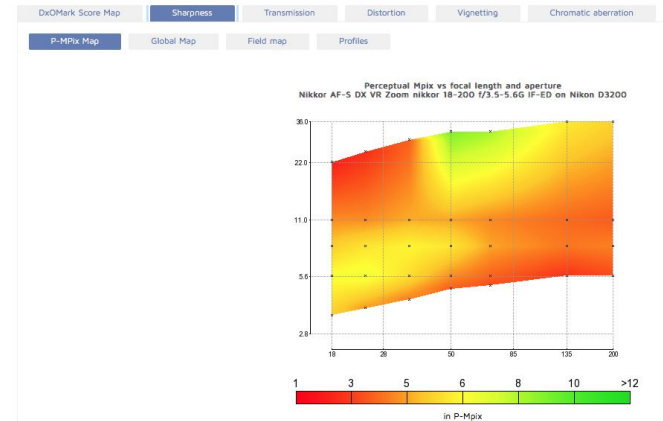 DxOMark Score Map Sharpness Transmission Distortion Vignetting Chromatic aberration
P-MPix Map Global Map Field map Profiles
Perceptual Mpix vs focal length and aperture
Nikkor AF-S DX VR Zoom nikkor 18-200 f/3.5-5.6G IF-ED on Nikon D3200
36.0
22.0
11.0
5.6
2.8
18 28 50 85 135 200
1 3 5 6 8 10 >12
in P-Mpix